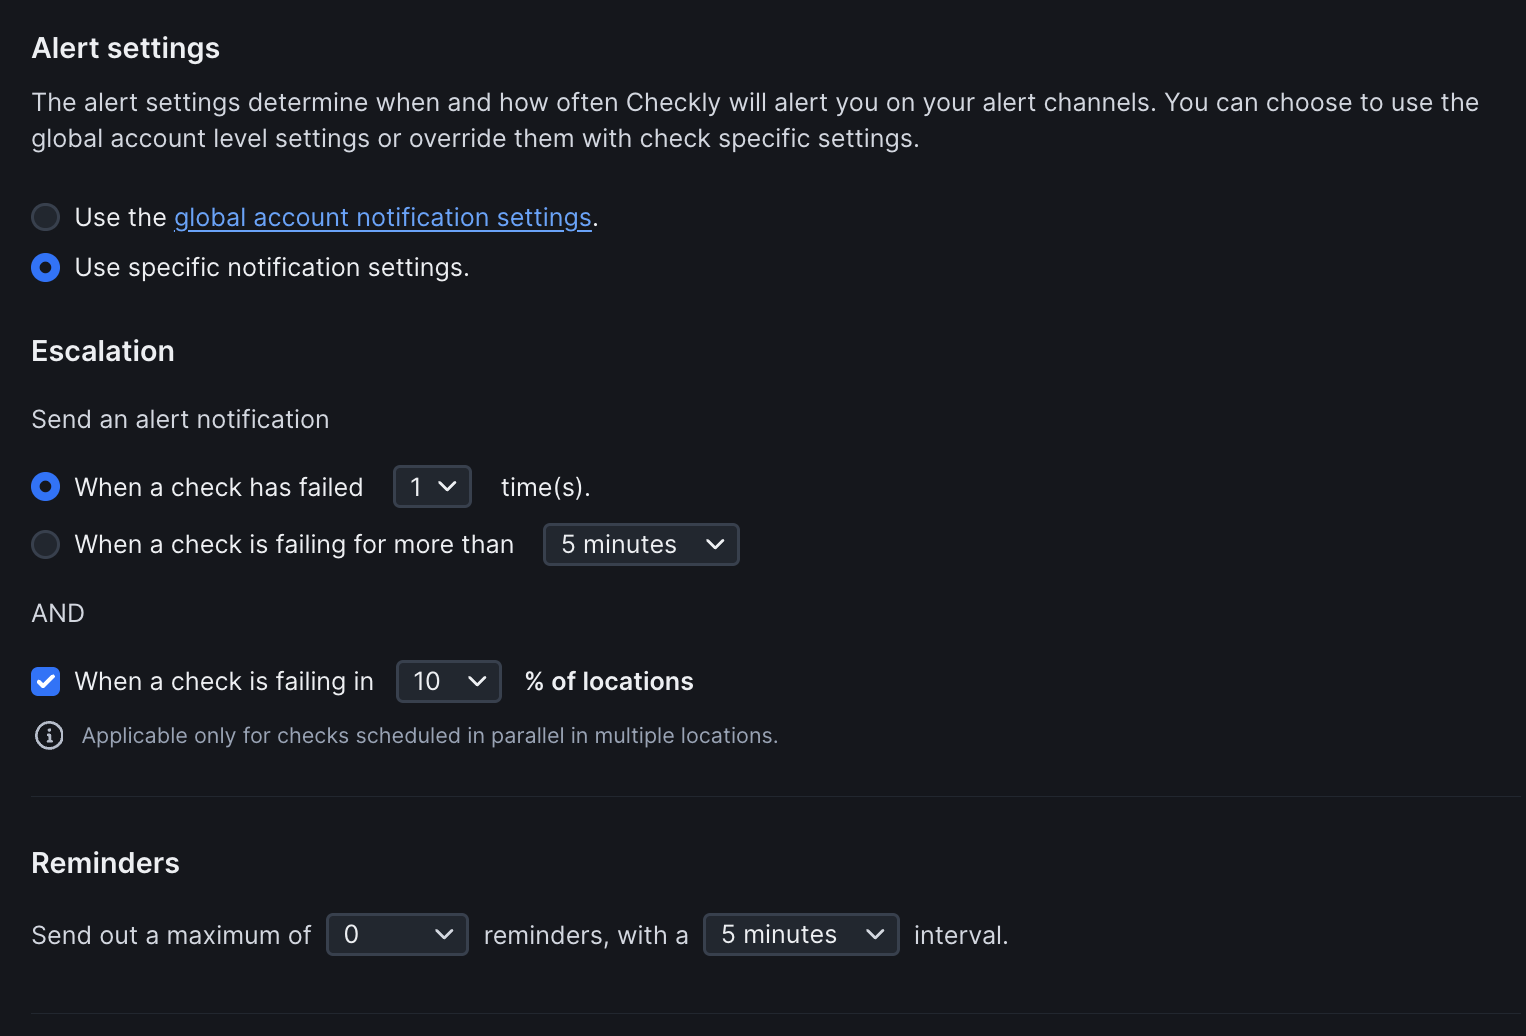 Alert settings
The alert settings determine when and how often Checkly will alert you on your alert channels. You can choose to use the
global account level settings or override them with check specific settings.
Use the global account notification settings.
Use specific notification settings.
Escalation
Send an alert notification
When a check has failed 1 time(s).
When a check is failing for more than 5 minutes
AND
When a check is failing in 10 % of locations
Applicable only for checks scheduled in parallel in multiple locations.
Reminders
Send out a maximum of 0 reminders, with a 5 minutes interval.